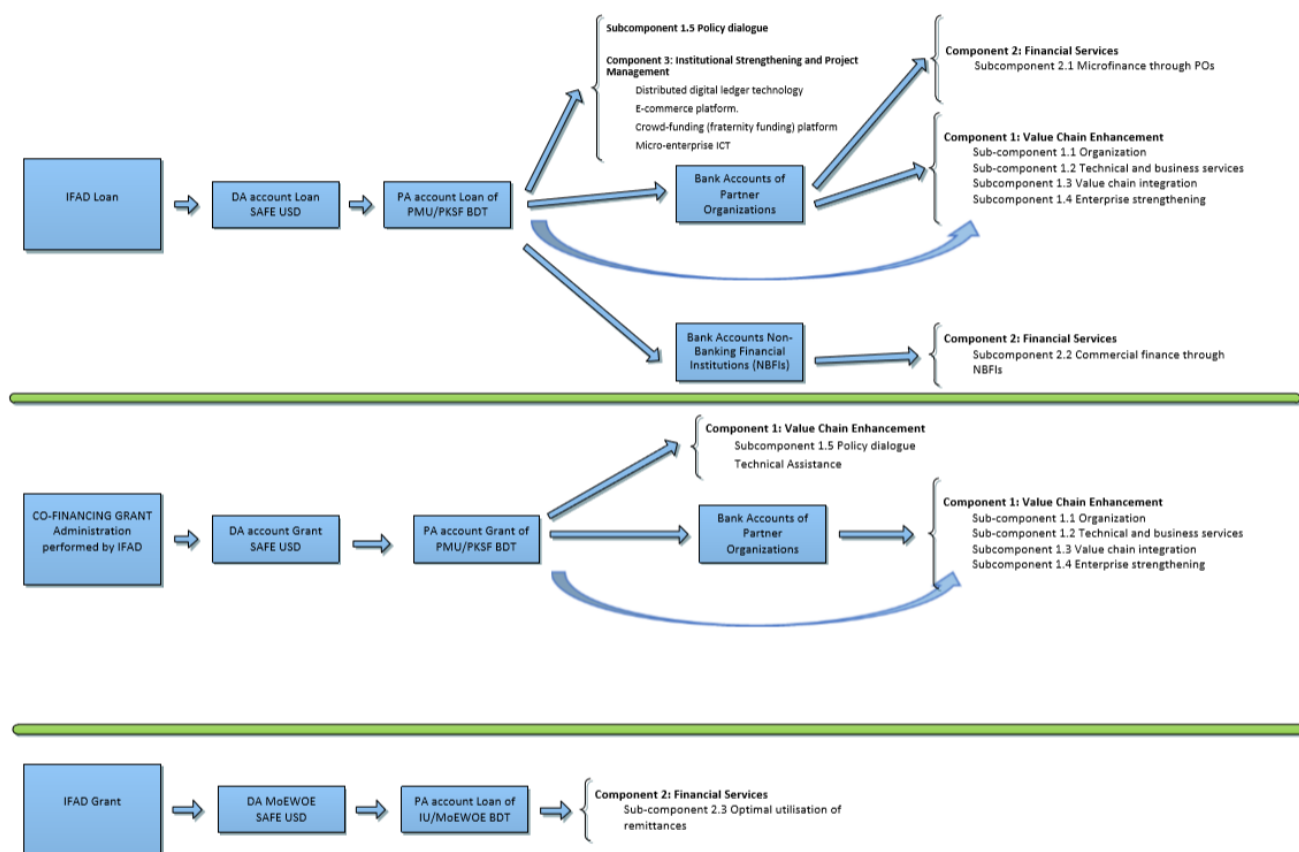 Subcomponent 1.5 Policy dialogue
Component 3: Institutional Strengthening and Project
Management
Distributed digital ledger technology
E-commerce platform.
Crowd-funding (fraternity funding) platform
Micro-enterprise ICT
Component 2: Financial Services
Subcomponent 2.1 Microfinance through POs
Component 1: Value Chain Enhancement
Sub-component 1.1 Organization
Sub-component 1.2 Technical and business services
Subcomponent 1.3 Value chain integration
Subcomponent 1.4 Enterprise strengthening
IFAD Loan
DA account Loan
SAFE USD
PA account Loan of
PMU/PKSF BDT
Bank Accounts of
Partner
Organizations
Bank Accounts Non-
Banking Financial
Institutions (NBFIs)
Component 2: Financial Services
Subcomponent 2.2 Commercial finance through
NBFIs
Component 1: Value Chain Enhancement
Subcomponent 1.5 Policy dialogue
Technical Assistance
CO-FINANCING GRANT
Administration
performed by IFAD
DA account Grant
SAFE USD
PA account Grant of
PMU/PKSF BDT
Bank Accounts of
Partner
Organizations
Component 1: Value Chain Enhancement
Sub-component 1.1 Organization
Sub-component 1.2 Technical and business services
Subcomponent 1.3 Value chain integration
Subcomponent 1.4 Enterprise strengthening
IFAD Grant
DA MoEWOE
SAFE USD
PA account Loan of
IU/MoEWOE BDT
Component 2: Financial Services
Sub-component 2.3 Optimal utilisation of
remittances